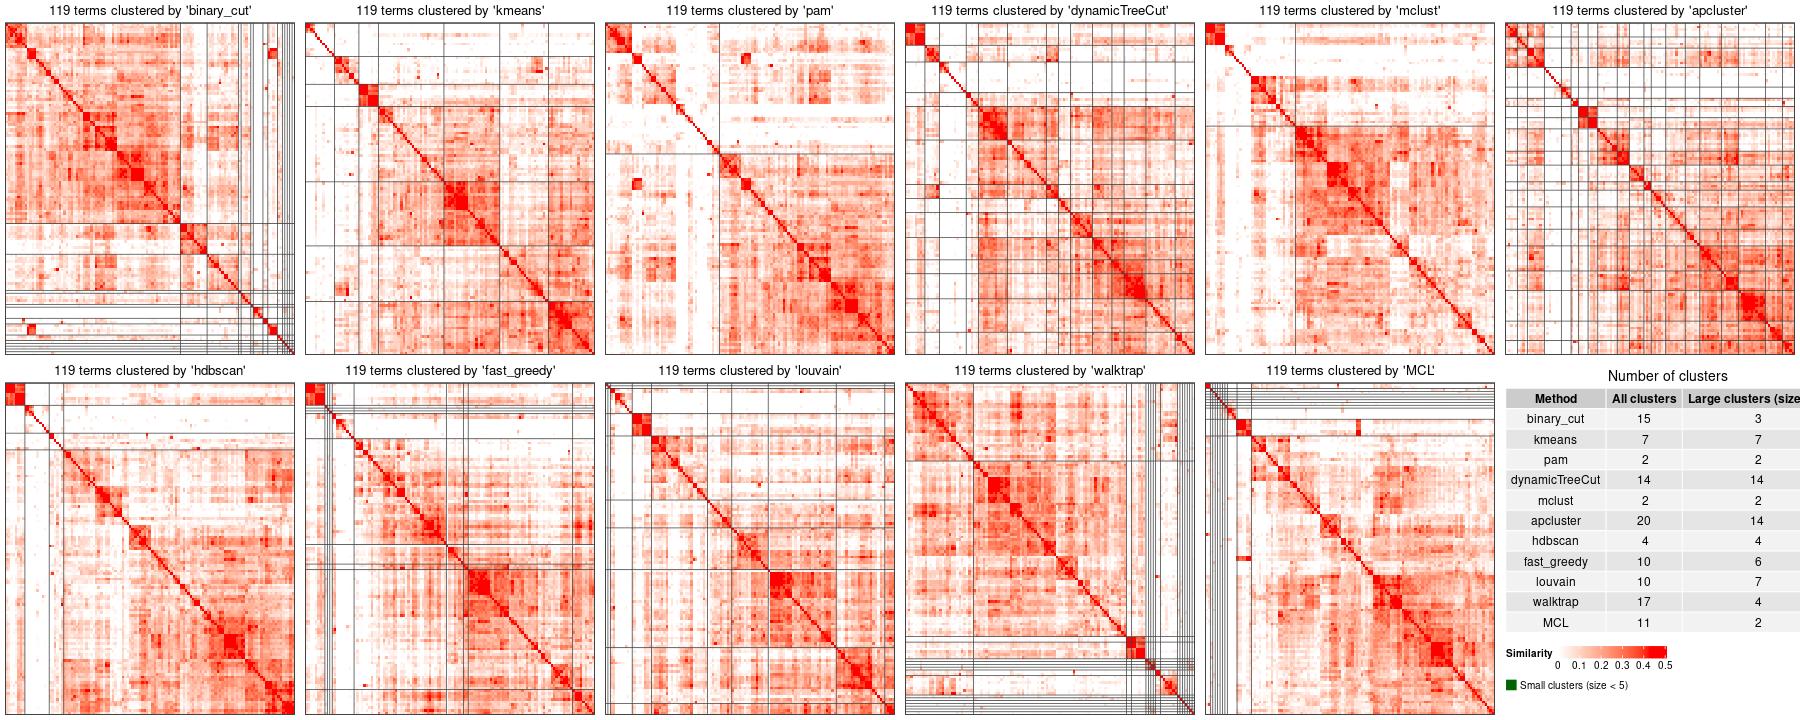 119 terms clustered by 'binary_cut'
119 terms clustered by 'kmeans'
119 terms clustered by 'pam'
119 terms clustered by 'dynamicTreeCut'
119 terms clustered by 'mclust'
119 terms clustered by 'apcluster'
119 terms clustered by 'hdbscan'
119 terms clustered by 'fast_greedy'
119 terms clustered by 'louvain'
119 terms clustered by 'walktrap'
119 terms clustered by 'MCL'
Number of clusters
Method All clusters Large clusters (size
binary_cut 15 3
kmeans 7 7
pam 2 2
dynamicTreeCut 14 14
mclust 2 2
apcluster 20 14
hdbscan 4 4
fast_greedy 10 6
louvain 10 7
walktrap 17 4
MCL 11 2
Similarity
0 0.1 0.2 0.3 0.4 0.5
Small clusters (size < 5)